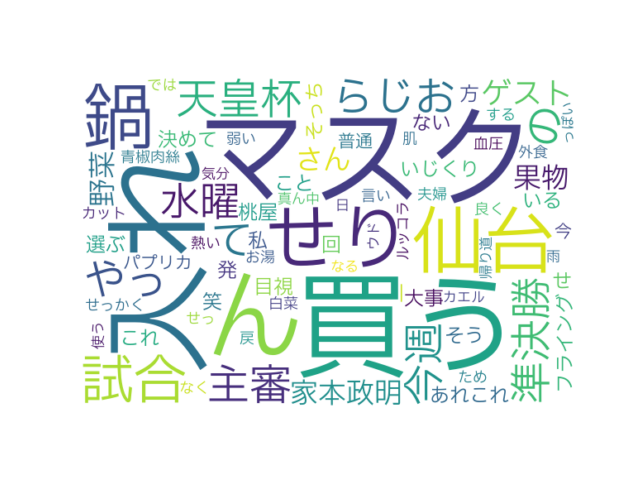 では
そっち
らじお
方
ゲスト
する
っぽい
鍋
天皇杯
マスク
の
決めて
弱い
普通
ない
肌
血圧
野菜
青椒肉絲
気分
さん
いじくり
外食
果物
カット
真ん中
こと
言い
夫婦
良く
いる
水曜
桃屋
日
ウド
ルッコラ
仙台
今
選ぶ
熱い
て
私
せり
回
入れ
お湯
なる
帰り道
雨
パプリカ
発
目視
大事
カエル
せ
やっ
せっかく
笑
白菜
ん
買う
準決勝
フライング
使う
これ
せっ
戻
そう
今週
試合
なく
主審
家本政明
ため
あれこれ